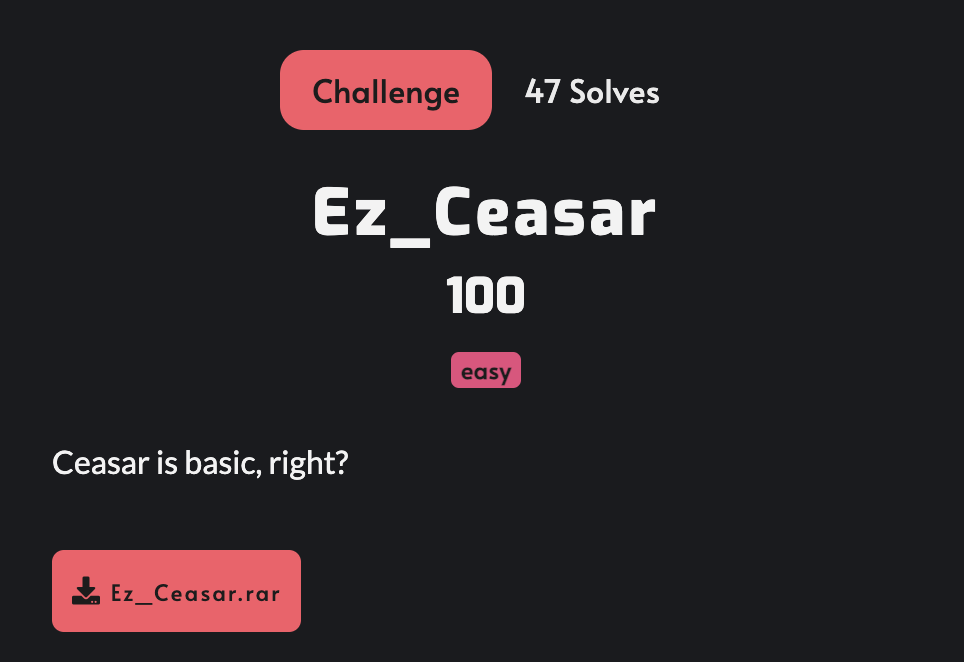 Challenge
47 Solves
Ez_Ceasar
100
easy
Ceasar is basic, right?
Ez_Ceasar.rar